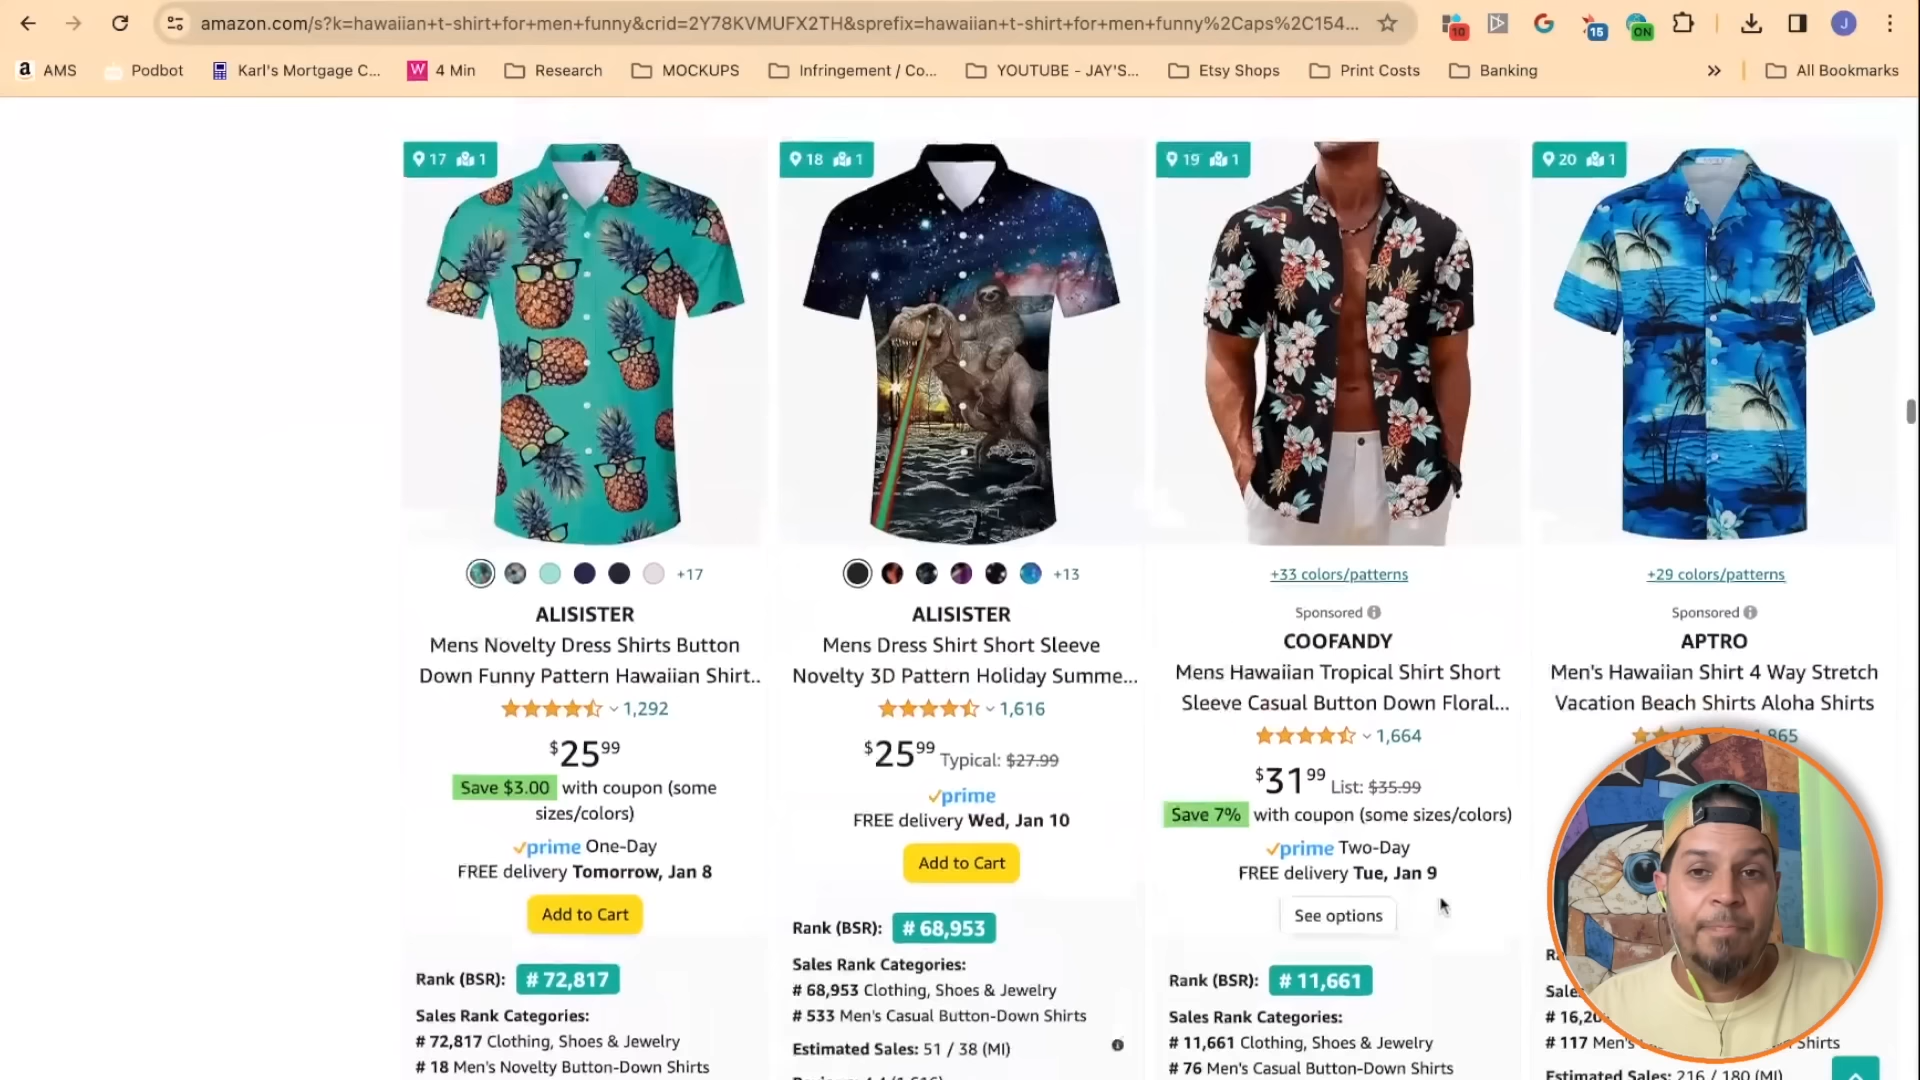 amazon.com/s?k=hawaiian+t-shirt+for+men+funny&crid=2Y78KVMUFX2TH&sprefix=hawaiian+t-shirt+for+men+funny%2Caps%2C154...
10
15
ON
J
a AMS
Podbot
Karl's Mortgage C...
W 4 Min
Research
MOCKUPS
Infringement / Co...
YOUTUBE - JAY'S...
Etsy Shops
Print Costs
Banking
All Bookmarks
17 1
18 1
19 1
20 1
+17
+13
+33 colors/patterns
+29 colors/patterns
ALISISTER
Mens Novelty Dress Shirts Button
Down Funny Pattern Hawaiian Shirt..
1,292
$25 99
Save $3.00 with coupon (some
sizes/colors)
prime One-Day
FREE delivery Tomorrow, Jan 8
Add to Cart
Rank (BSR): # 72,817
Sales Rank Categories:
# 72,817 Clothing, Shoes & Jewelry
# 18 Men's Novelty Button-Down Shirts
ALISISTER
Mens Dress Shirt Short Sleeve
Novelty 3D Pattern Holiday Summe...
1,616
$25 99 Typical: $27.99
prime
FREE delivery Wed, Jan 10
Add to Cart
Rank (BSR): # 68,953
Sales Rank Categories:
# 68,953 Clothing, Shoes & Jewelry
# 533 Men's Casual Button-Down Shirts
Estimated Sales: 51 / 38 (MI)
Sponsored
COOFANDY
Mens Hawaiian Tropical Shirt Short
Sleeve Casual Button Down Floral...
1,664
$31 99 List: $35.99
Save 7% with coupon (some sizes/colors)
prime Two-Day
FREE delivery Tue, Jan 9
See options
Rank (BSR): # 11,661
Sales Rank Categories:
# 11,661 Clothing, Shoes & Jewelry
# 76 Men's Casual Button-Down Shirts
Sponsored
APTRO
Men's Hawaiian Shirt 4 Way Stretch
Vacation Beach Shirts Aloha Shirts
# 117
Shirts
Estimated Sales: 216 / 180 (MI)